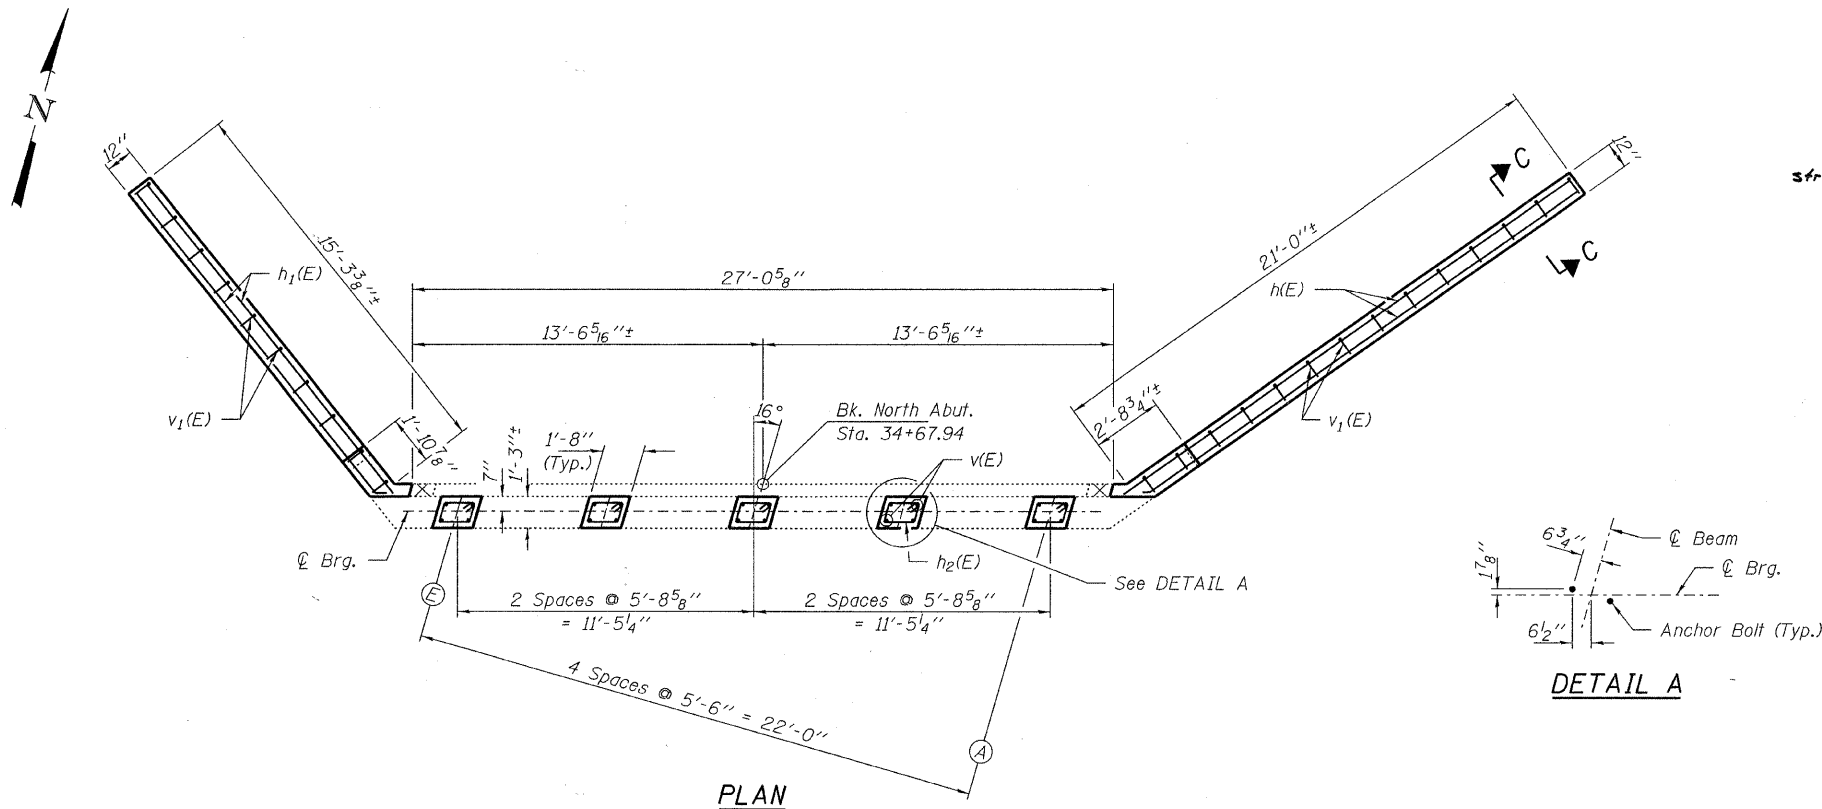 N
12"
15'-3 3/8"±
h₁(E)
v₁(E)
1'-10 7/8"
27'-0 5/8"
13'-6 5/16"±
13'-6 5/16"±
16°
Bk. North Abut.
Sta. 34+67.94
1'-8"
(Typ.)
7"
1'-3"±
v(E)
h₂(E)
See DETAIL A
℄ Brg.
E
A
2 Spaces @ 5'-8 5/8"
= 11'-5 1/4"
2 Spaces @ 5'-8 5/8"
= 11'-5 1/4"
4 Spaces @ 5'-6" = 22'-0"
PLAN
21'-0"±
2'-8 3/4"±
h(E)
v₁(E)
C
C
12"
str
6 3/4"
1 7/8"
6 1/2"
℄ Beam
℄ Brg.
Anchor Bolt (Typ.)
DETAIL A